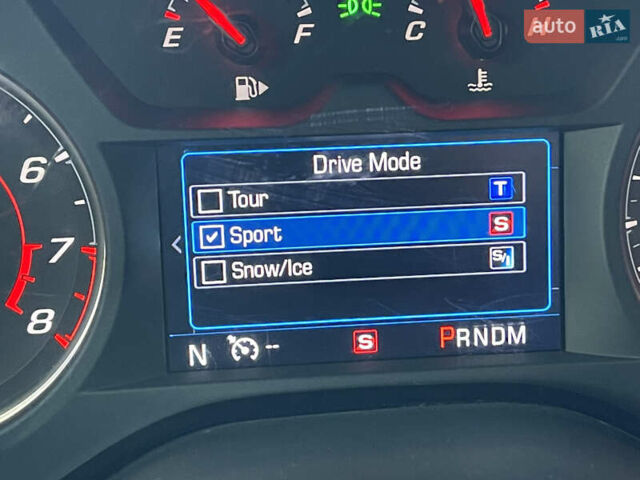 auto RIA
.com
E F C H
Drive Mode
Tour T
Sport S
Snow/Ice S/I
N -- S PRNDM
6
7
8